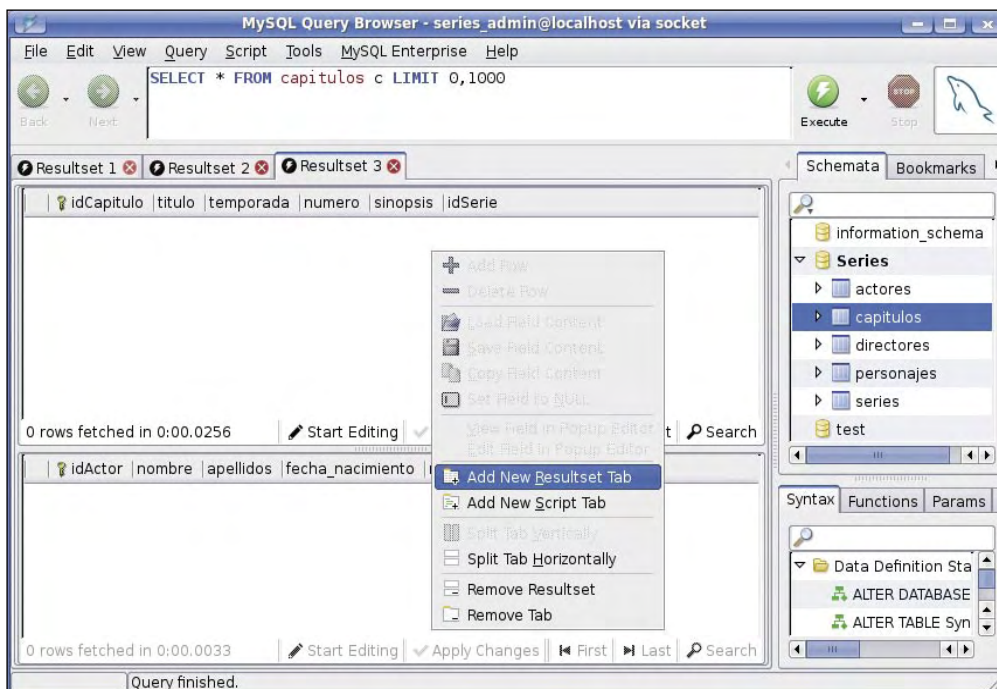 MySQL Query Browser - series_admin@localhost via socket
File Edit View Query Script Tools MySQL Enterprise Help
SELECT * FROM capitulos c LIMIT 0,1000
Back Next Execute Stop
STOP
Resultset 1 Resultset 2 Resultset 3
Schemata Bookmarks
idCapitulo titulo temporada numero sinopsis idSerie
information_schema
Series
actores
capitulos
directores
personajes
series
test
Add Row
Delete Row
Load Field Content
Save Field Content
Copy Field Content
Set Field to NULL
View Field in Popup Editor
Edit Field in Popup Editor
Add New Resultset Tab
Add New Script Tab
Split Tab Vertically
Split Tab Horizontally
Remove Resultset
Remove Tab
0 rows fetched in 0:00.0256 Start Editing Search
idActor nombre apellidos fecha_nacimiento
Syntax Functions Params
Data Definition Sta
ALTER DATABASE
ALTER TABLE Syn
0 rows fetched in 0:00.0033 Start Editing Apply Changes First Last Search
Query finished.